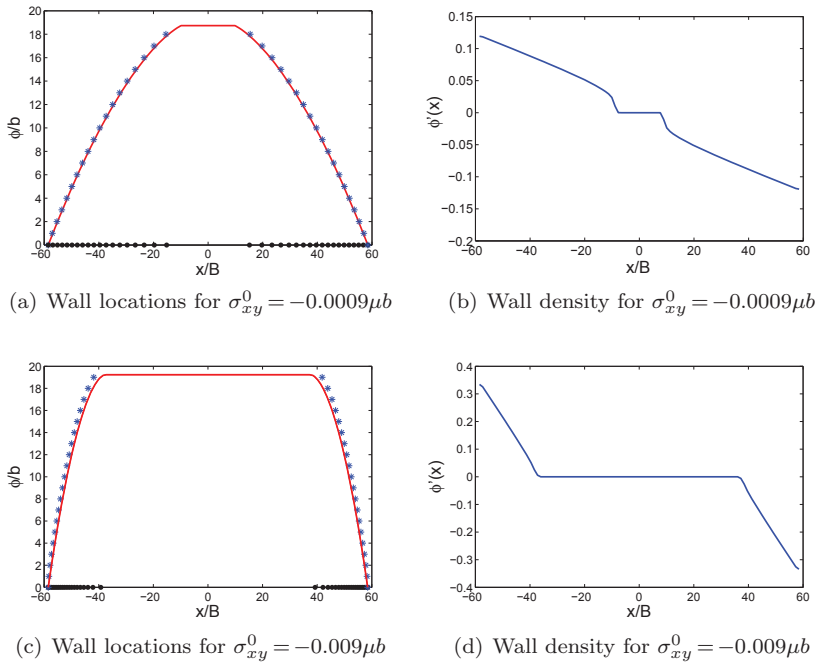 20
18
16
14
12
10
8
6
4
2
0
−60 −40 −20 0 20 40 60
ϕ/b
x/B
(a) Wall locations for σ⁰ₓᵧ = −0.0009μb
0.15
0.1
0.05
0
−0.05
−0.1
−0.15
−0.2
−60 −40 −20 0 20 40 60
ϕ'(x)
x/B
(b) Wall density for σ⁰ₓᵧ = −0.0009μb
20
18
16
14
12
10
8
6
4
2
0
−60 −40 −20 0 20 40 60
ϕ/b
x/B
(c) Wall locations for σ⁰ₓᵧ = −0.009μb
0.4
0.3
0.2
0.1
0
−0.1
−0.2
−0.3
−0.4
−60 −40 −20 0 20 40 60
ϕ'(x)
x/B
(d) Wall density for σ⁰ₓᵧ = −0.009μb